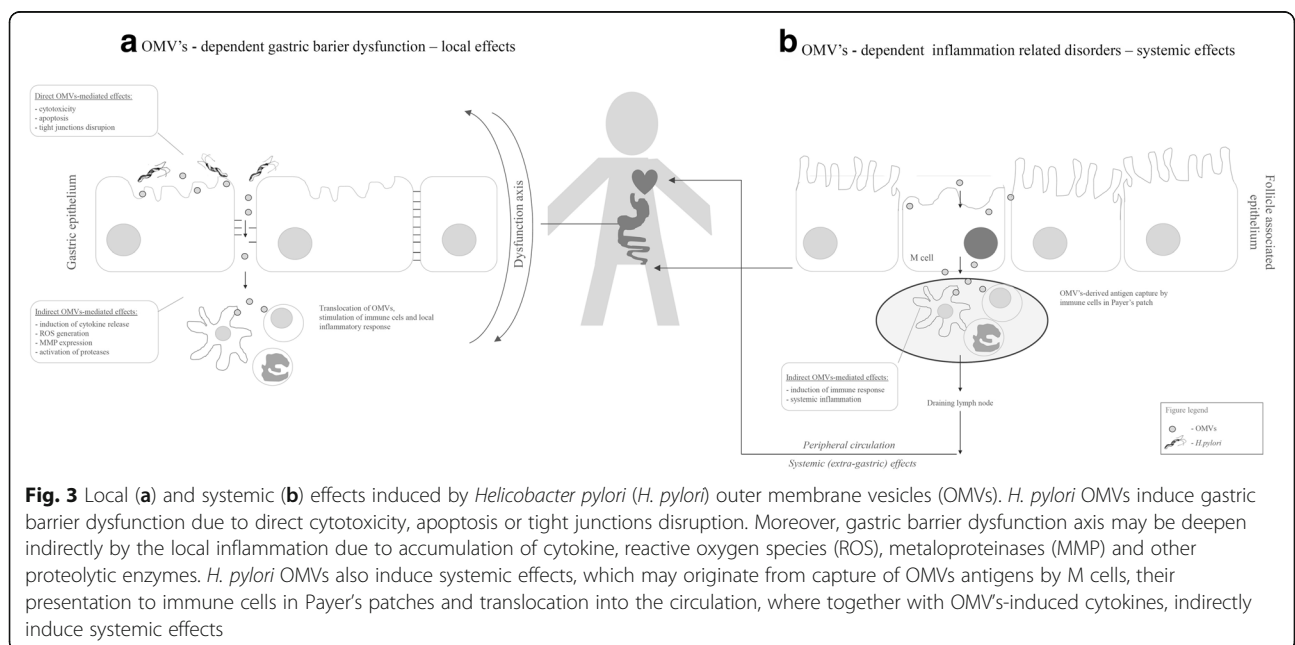 a OMV's - dependent gastric barier dysfunction – local effects
Direct OMVs-mediated effects:
- cytotoxicity
- apoptosis
- tight junctions disrupion
Gastric epithelium
Indirect OMVs-mediated effects:
- induction of cytokine release
- ROS generation
- MMP expression
- activation of proteases
Translocation of OMVs,
stimulation of immune cels and local
inflammatory response
Dysfunction axis
b OMV's - dependent inflammation related disorders – systemic effects
Follicle associated
epithelium
M cell
OMV's-derived antigen capture by
immune cells in Payer's patch
Indirect OMVs-mediated effects:
- induction of immune response
- systemic inflammation
Draining lymph node
Peripheral circulation
Systemic (extra-gastric) effects
Figure legend
- OMVs
- H.pylori
Fig. 3 Local (a) and systemic (b) effects induced by Helicobacter pylori (H. pylori) outer membrane vesicles (OMVs). H. pylori OMVs induce gastric
barrier dysfunction due to direct cytotoxicity, apoptosis or tight junctions disruption. Moreover, gastric barrier dysfunction axis may be deepen
indirectly by the local inflammation due to accumulation of cytokine, reactive oxygen species (ROS), metaloproteinases (MMP) and other
proteolytic enzymes. H. pylori OMVs also induce systemic effects, which may originate from capture of OMVs antigens by M cells, their
presentation to immune cells in Payer's patches and translocation into the circulation, where together with OMV's-induced cytokines, indirectly
induce systemic effects